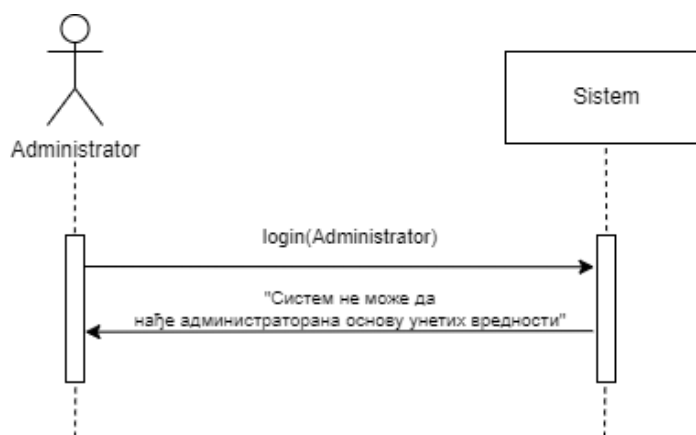 Sistem
Administrator
login(Administrator)
"Систем не може да
нађе администраторана основу унетих вредности"